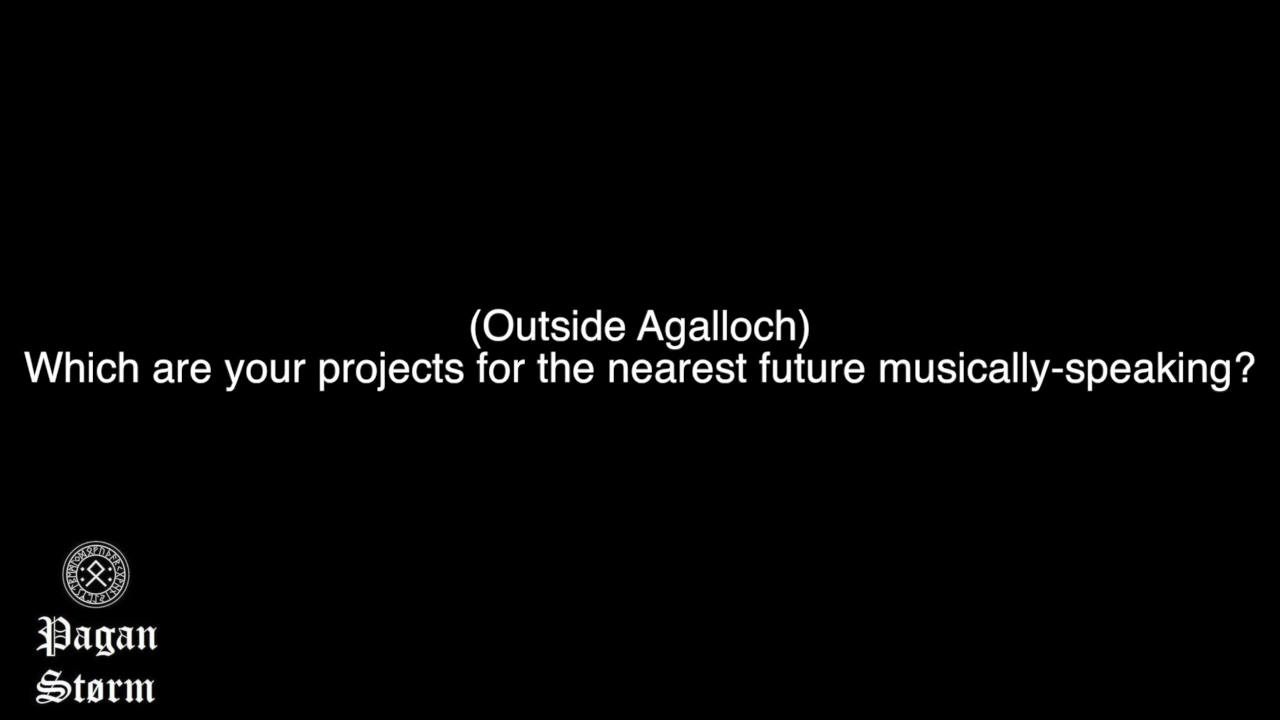 (Outside Agalloch)
Which are your projects for the nearest future musically-speaking?
Pagan
Størm